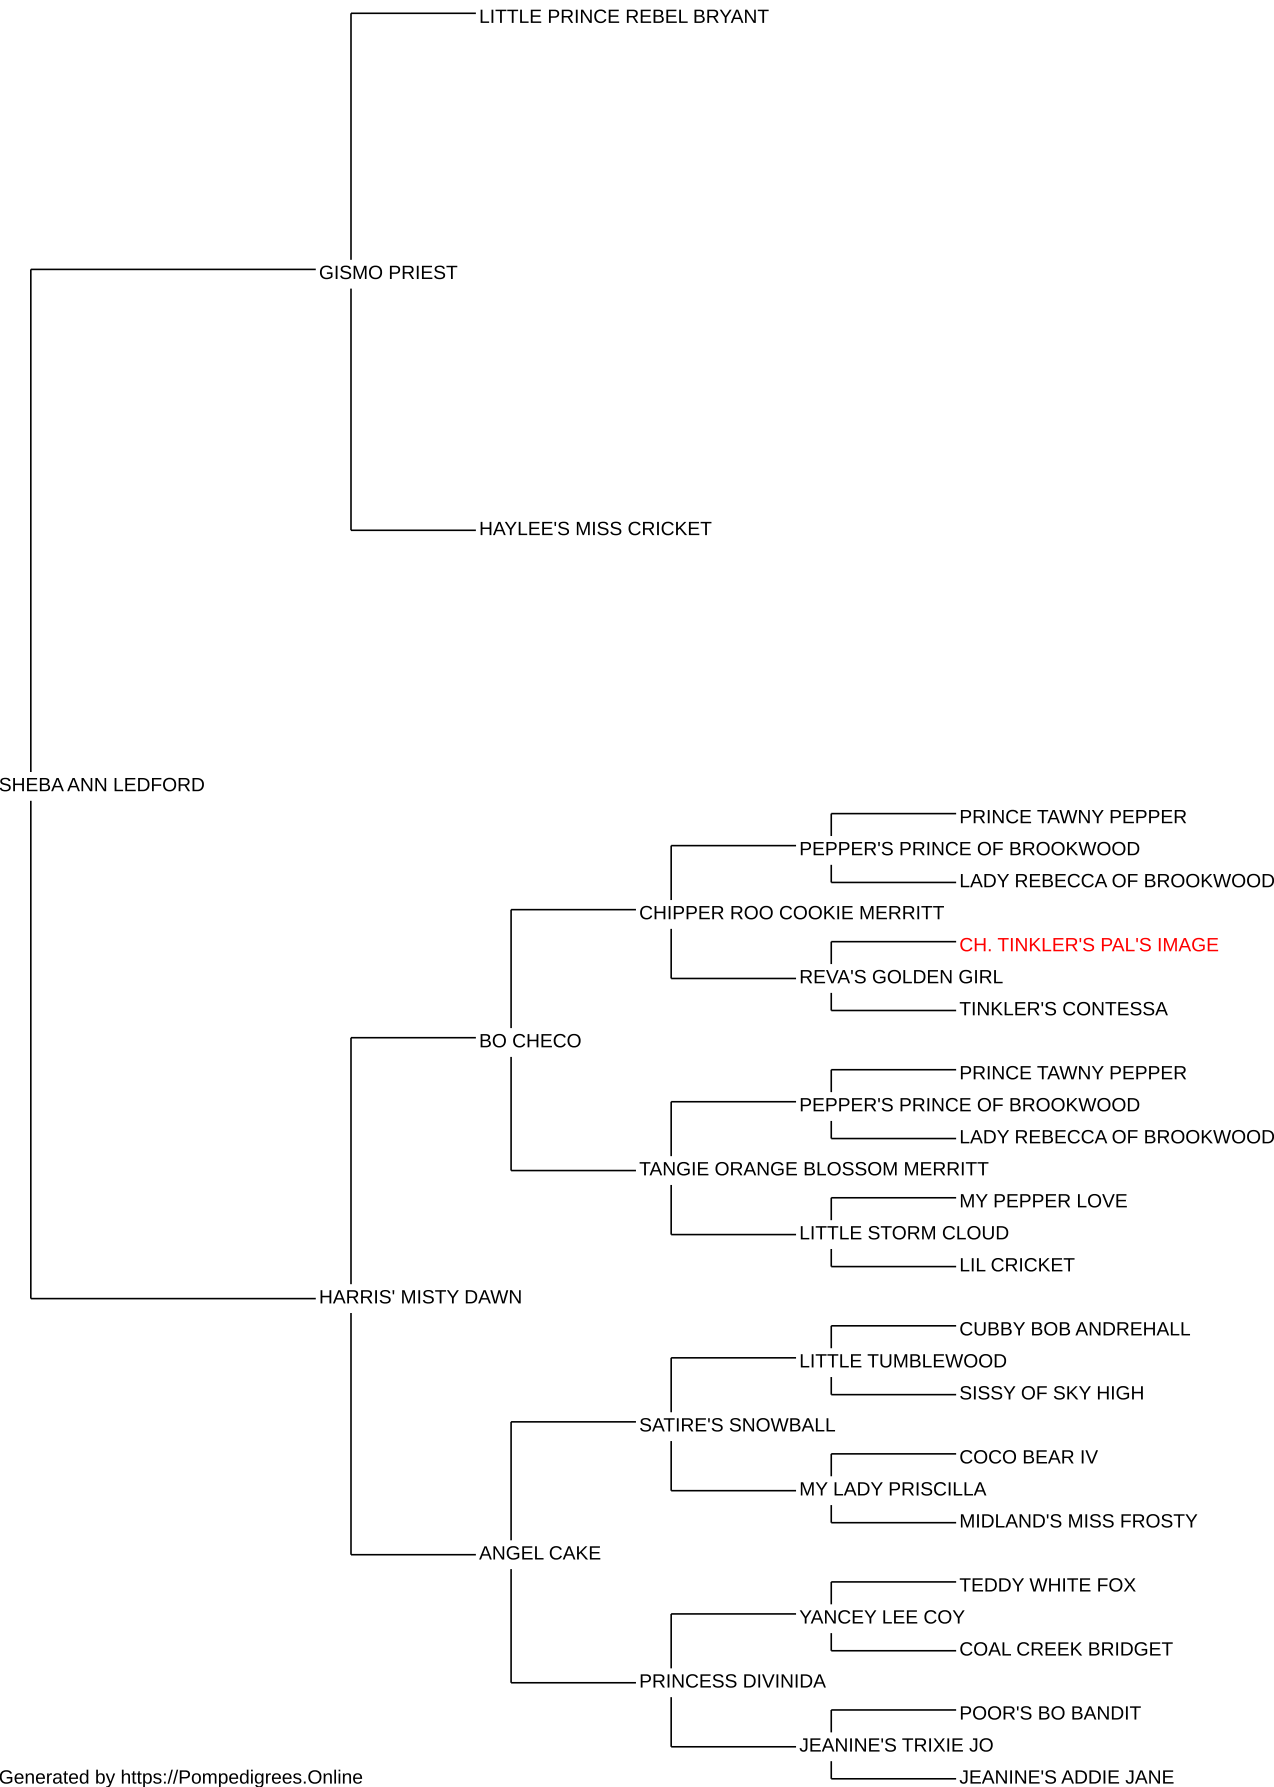 LITTLE PRINCE REBEL BRYANT
GISMO PRIEST
HAYLEE'S MISS CRICKET
SHEBA ANN LEDFORD
PRINCE TAWNY PEPPER
PEPPER'S PRINCE OF BROOKWOOD
LADY REBECCA OF BROOKWOOD
CHIPPER ROO COOKIE MERRITT
CH. TINKLER'S PAL'S IMAGE
REVA'S GOLDEN GIRL
TINKLER'S CONTESSA
BO CHECO
PRINCE TAWNY PEPPER
PEPPER'S PRINCE OF BROOKWOOD
LADY REBECCA OF BROOKWOOD
TANGIE ORANGE BLOSSOM MERRITT
MY PEPPER LOVE
LITTLE STORM CLOUD
LIL CRICKET
HARRIS' MISTY DAWN
CUBBY BOB ANDREHALL
LITTLE TUMBLEWOOD
SISSY OF SKY HIGH
SATIRE'S SNOWBALL
COCO BEAR IV
MY LADY PRISCILLA
MIDLAND'S MISS FROSTY
ANGEL CAKE
TEDDY WHITE FOX
YANCEY LEE COY
COAL CREEK BRIDGET
PRINCESS DIVINIDA
POOR'S BO BANDIT
JEANINE'S TRIXIE JO
JEANINE'S ADDIE JANE
Generated by https://Pompedigrees.Online